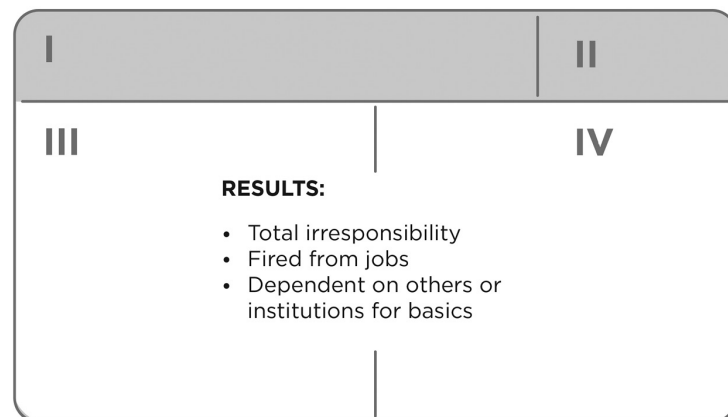 I
II
III
IV
RESULTS:
• Total irresponsibility
• Fired from jobs
• Dependent on others or
institutions for basics